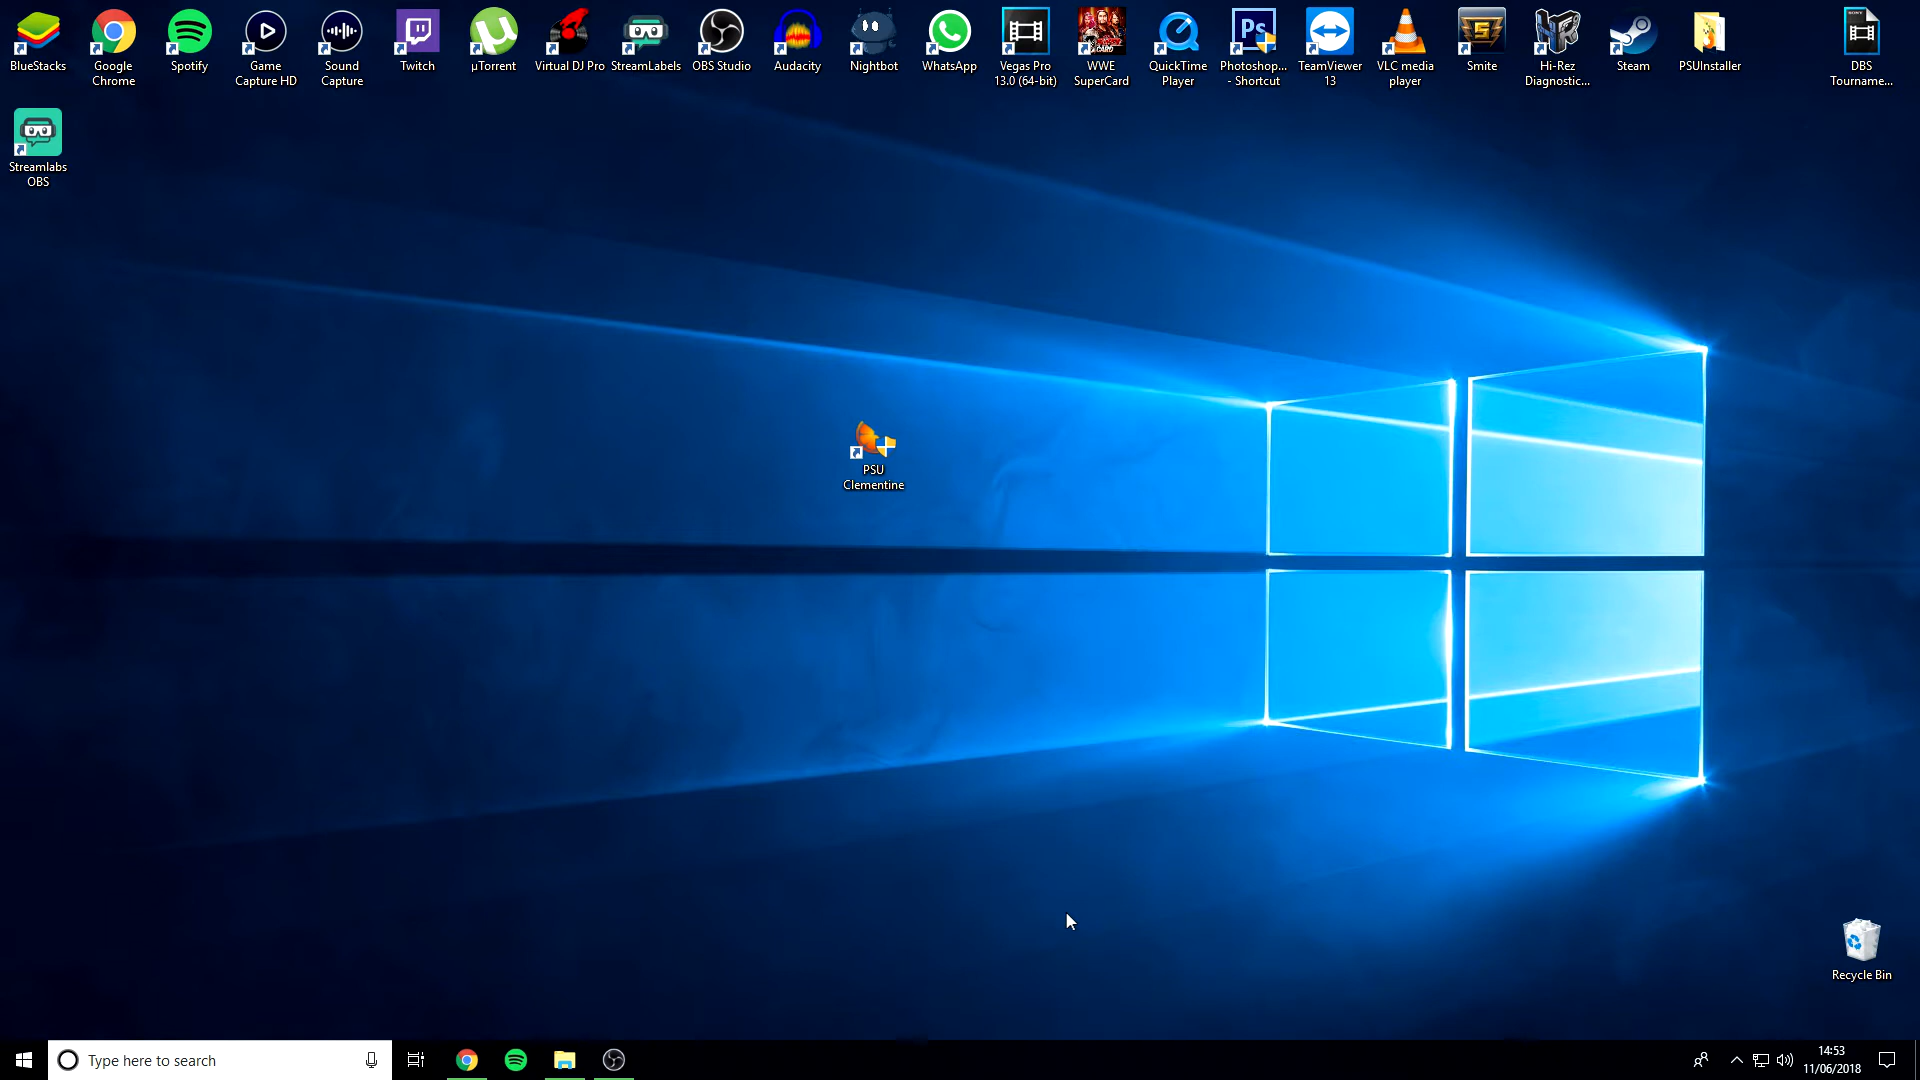 BlueStacks
Google
Chrome
Spotify
Game
Capture HD
Sound
Capture
Twitch
µTorrent
Virtual DJ Pro
StreamLabels
OBS Studio
Audacity
Nightbot
WhatsApp
Vegas Pro
13.0 (64-bit)
WWE
SuperCard
QuickTime
Player
Ps
Photoshop...
- Shortcut
TeamViewer
13
VLC media
player
Smite
Hi-Rez
Diagnostic...
Steam
PSUInstaller
DBS
Tourname...
Streamlabs
OBS
PSU
Clementine
Recycle Bin
Type here to search
14:53
11/06/2018